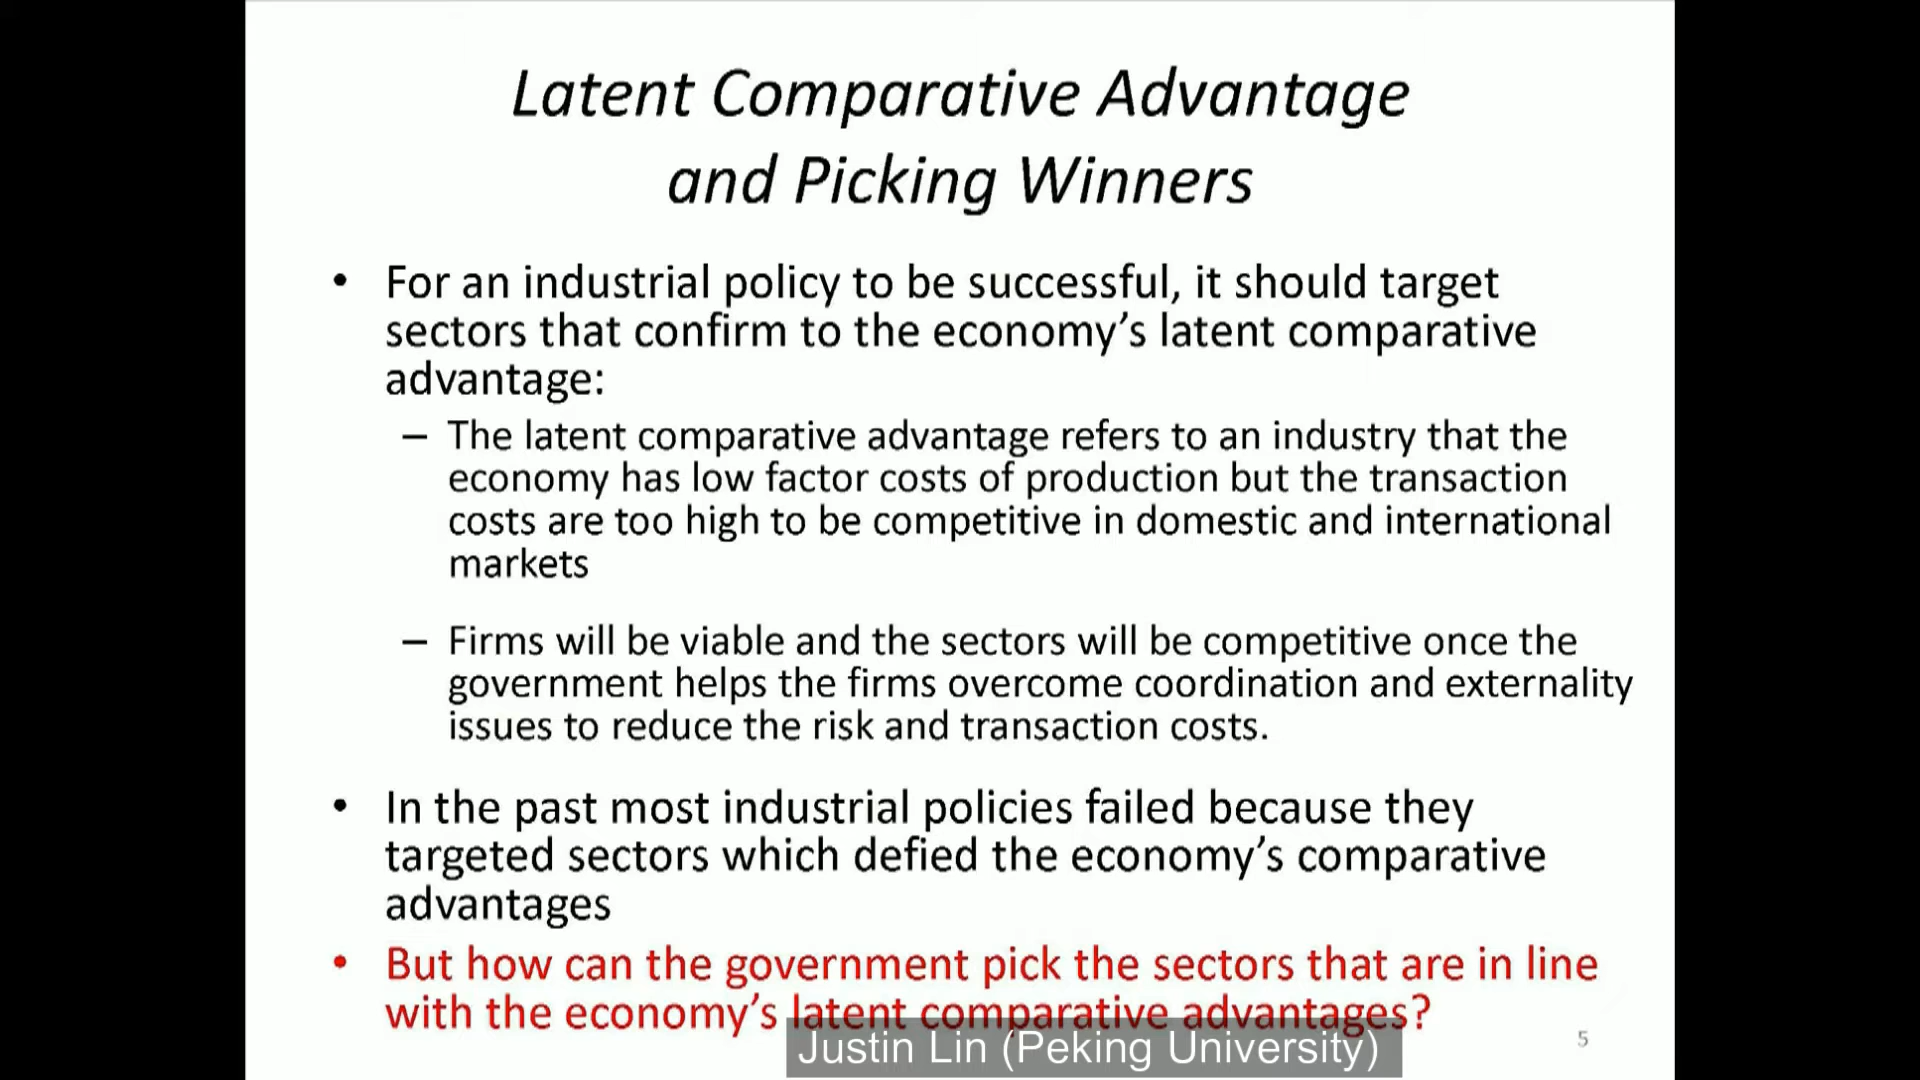 Latent Comparative Advantage
and Picking Winners
• For an industrial policy to be successful, it should target
sectors that confirm to the economy’s latent comparative
advantage:
– The latent comparative advantage refers to an industry that the
economy has low factor costs of production but the transaction
costs are too high to be competitive in domestic and international
markets
– Firms will be viable and the sectors will be competitive once the
government helps the firms overcome coordination and externality
issues to reduce the risk and transaction costs.
• In the past most industrial policies failed because they
targeted sectors which defied the economy’s comparative
advantages
• But how can the government pick the sectors that are in line
with the economy’s latent comparative advantages?
Justin Lin (Peking University)
5